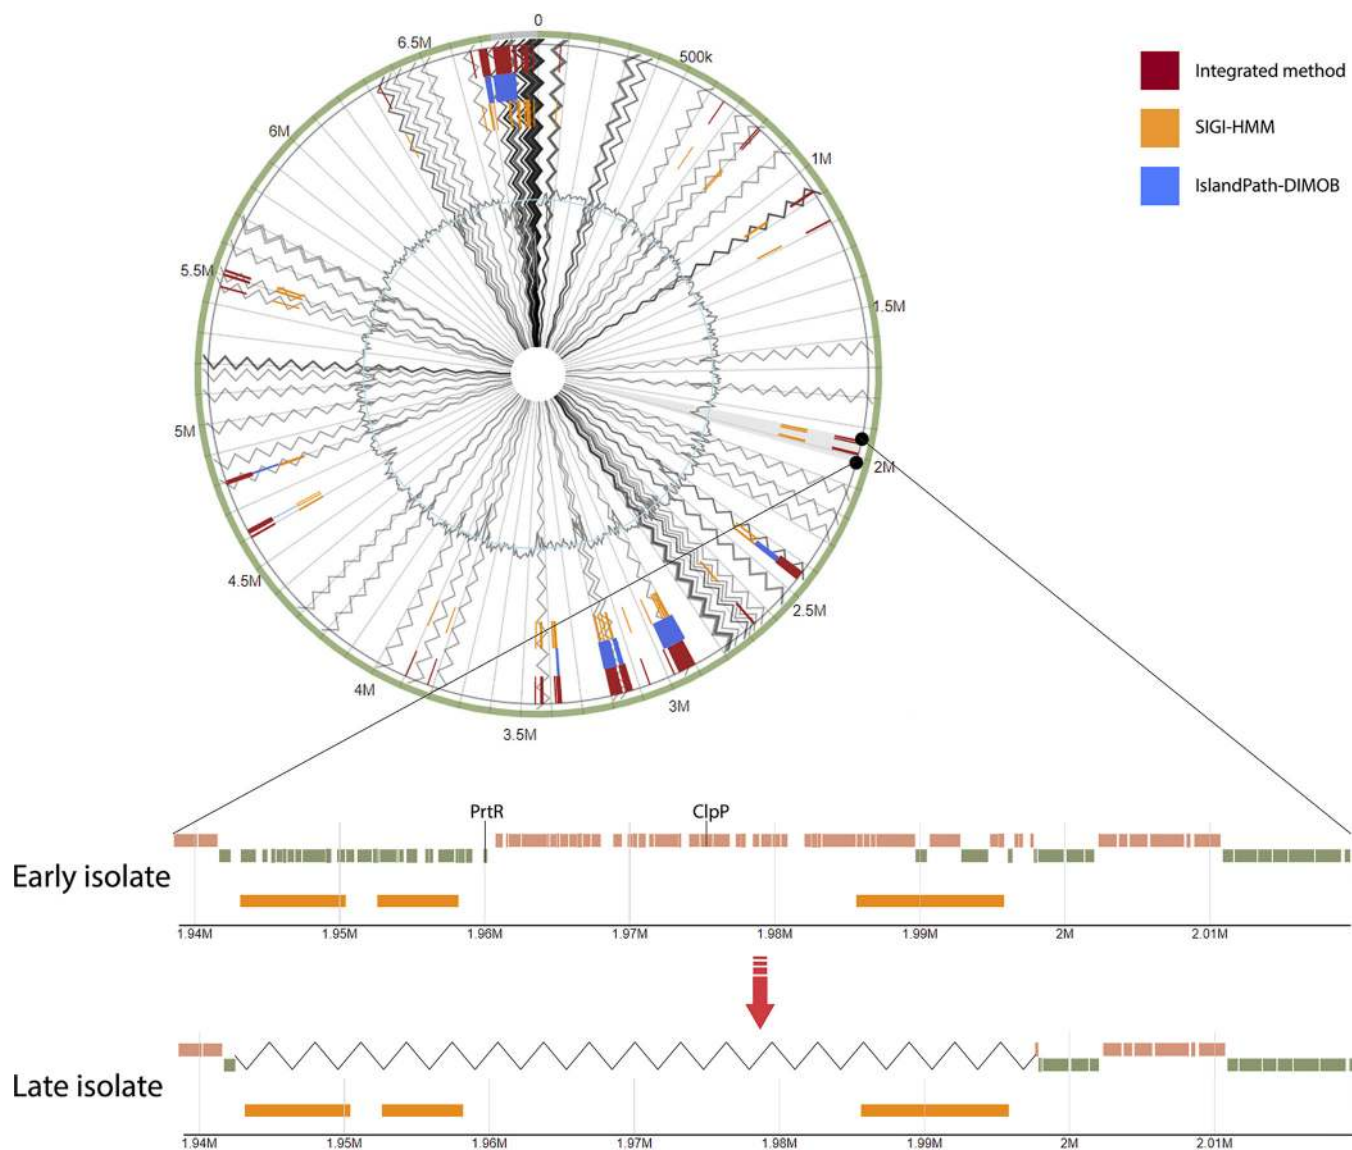 0
6.5M
500k
6M
1M
5.5M
1.5M
5M
2M
4.5M
2.5M
4M
3M
3.5M
Integrated method
SIGI-HMM
IslandPath-DIMOB
PrtR ClpP
Early isolate
1.94M 1.95M 1.96M 1.97M 1.98M 1.99M 2M 2.01M
Late isolate
1.94M 1.95M 1.96M 1.97M 1.98M 1.99M 2M 2.01M